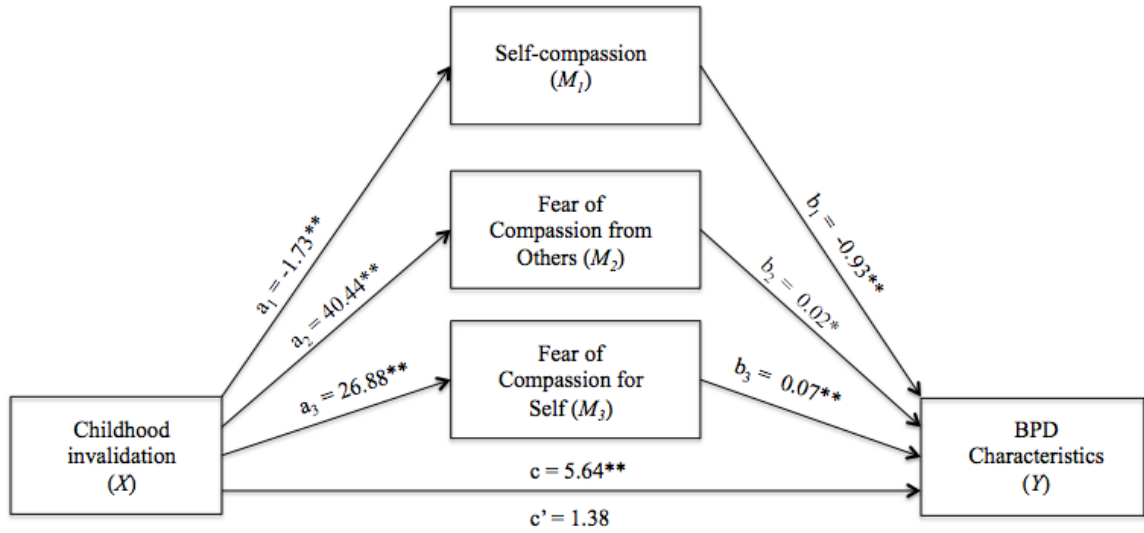 Self-compassion
(M₁)
Fear of
Compassion from
Others (M₂)
Fear of
Compassion for
Self (M₃)
Childhood
invalidation
(X)
BPD
Characteristics
(Y)
a₁ = -1.73**
a₂ = 40.44**
a₃ = 26.88**
b₁ = -0.93**
b₂ = 0.02*
b₃ = 0.07**
c = 5.64**
c’ = 1.38